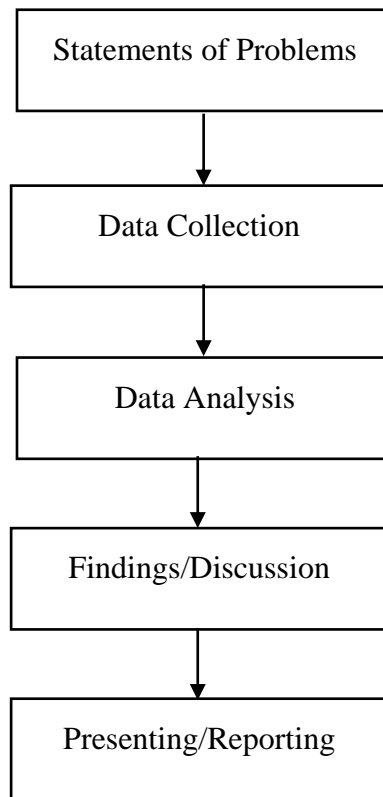 Statements of Problems
Data Collection
Data Analysis
Findings/Discussion
Presenting/Reporting